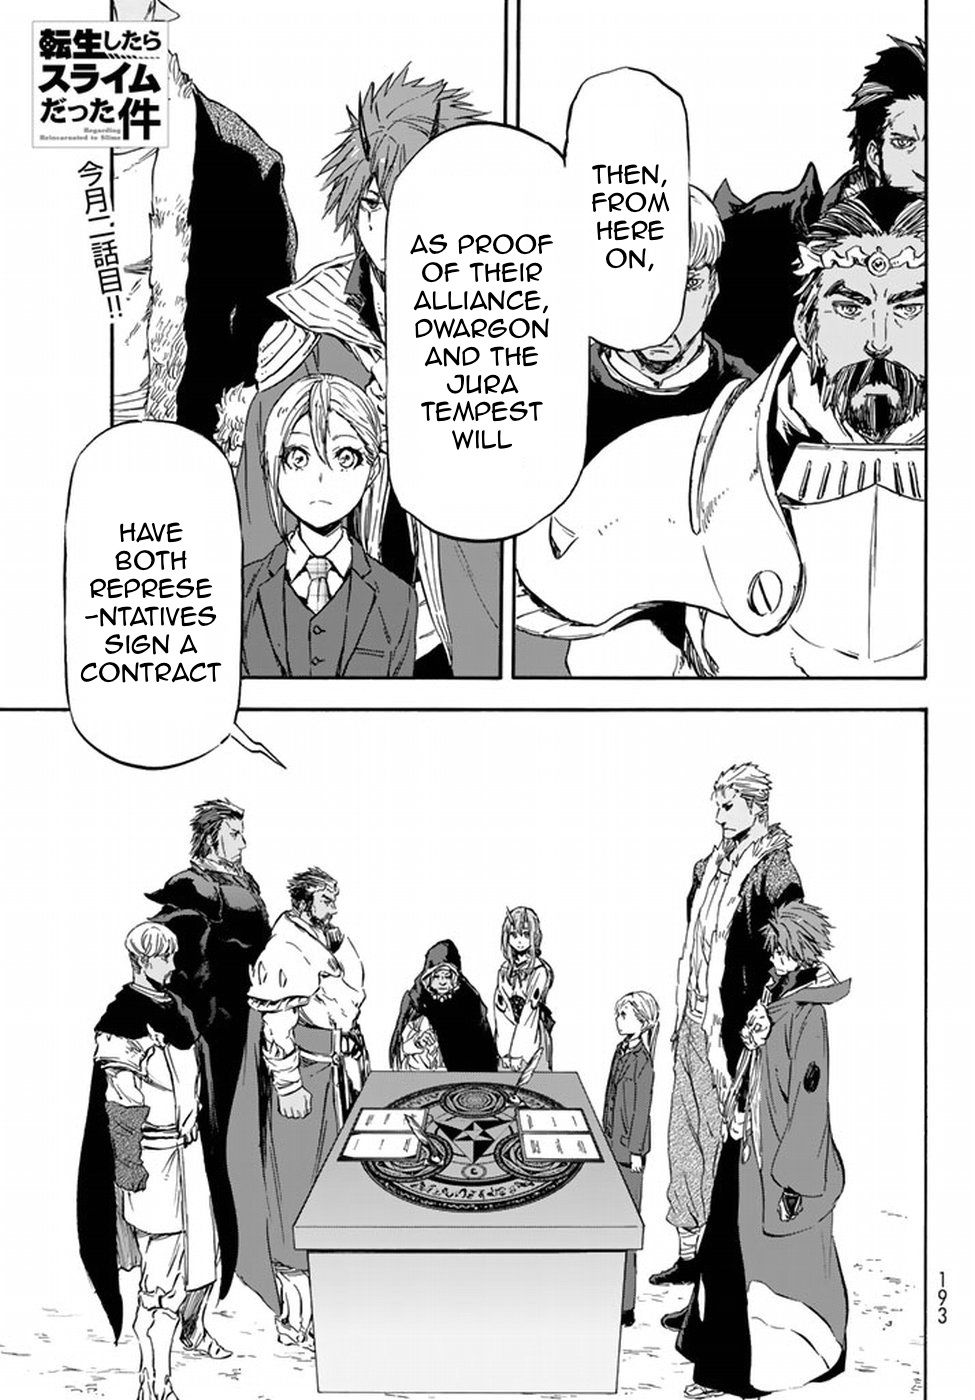 転生したら
スライム
だった件
Regarding
Reincarnated to Slime
今月二話目!!
THEN,
FROM
HERE
ON,
AS PROOF
OF THEIR
ALLIANCE,
DWARGON
AND THE
JURA
TEMPEST
WILL
HAVE
BOTH
REPRESE
-NTATIVES
SIGN A
CONTRACT
193